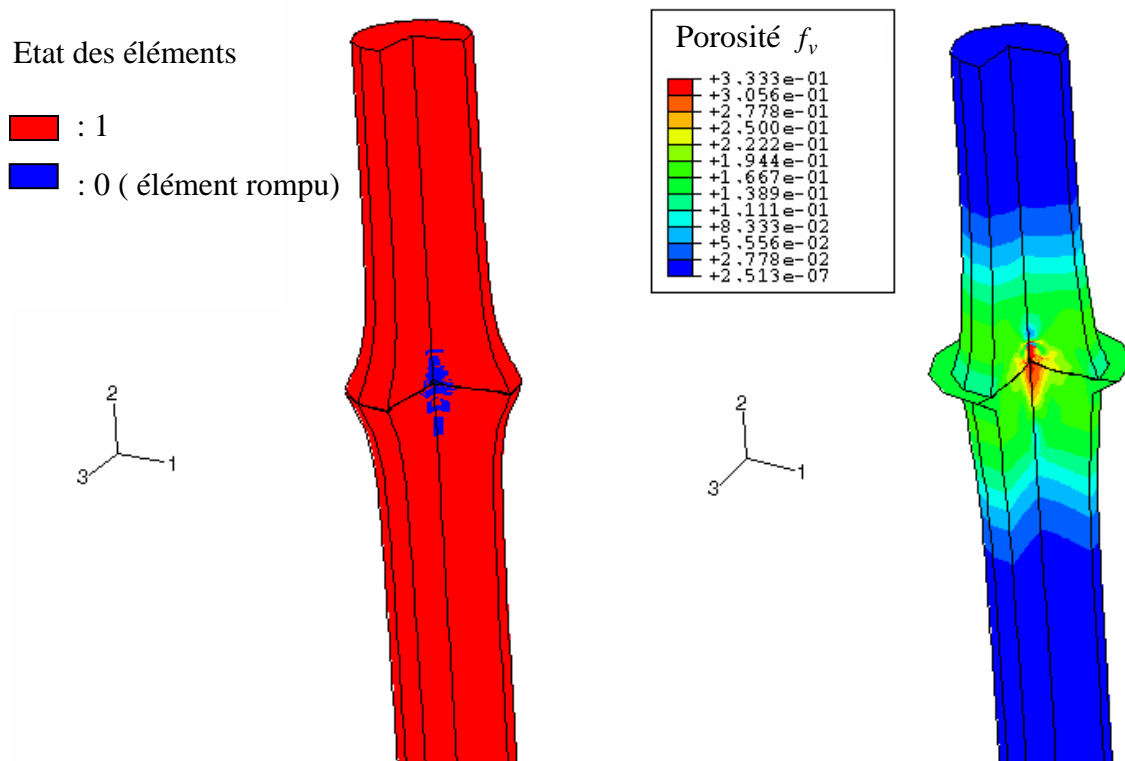 Etat des éléments
: 1
: 0 ( élément rompu)
2
3
1
Porosité f_v
+3.333e-01
+3.056e-01
+2.778e-01
+2.500e-01
+2.222e-01
+1.944e-01
+1.667e-01
+1.389e-01
+1.111e-01
+8.333e-02
+5.556e-02
+2.778e-02
+2.513e-07
2
3
1